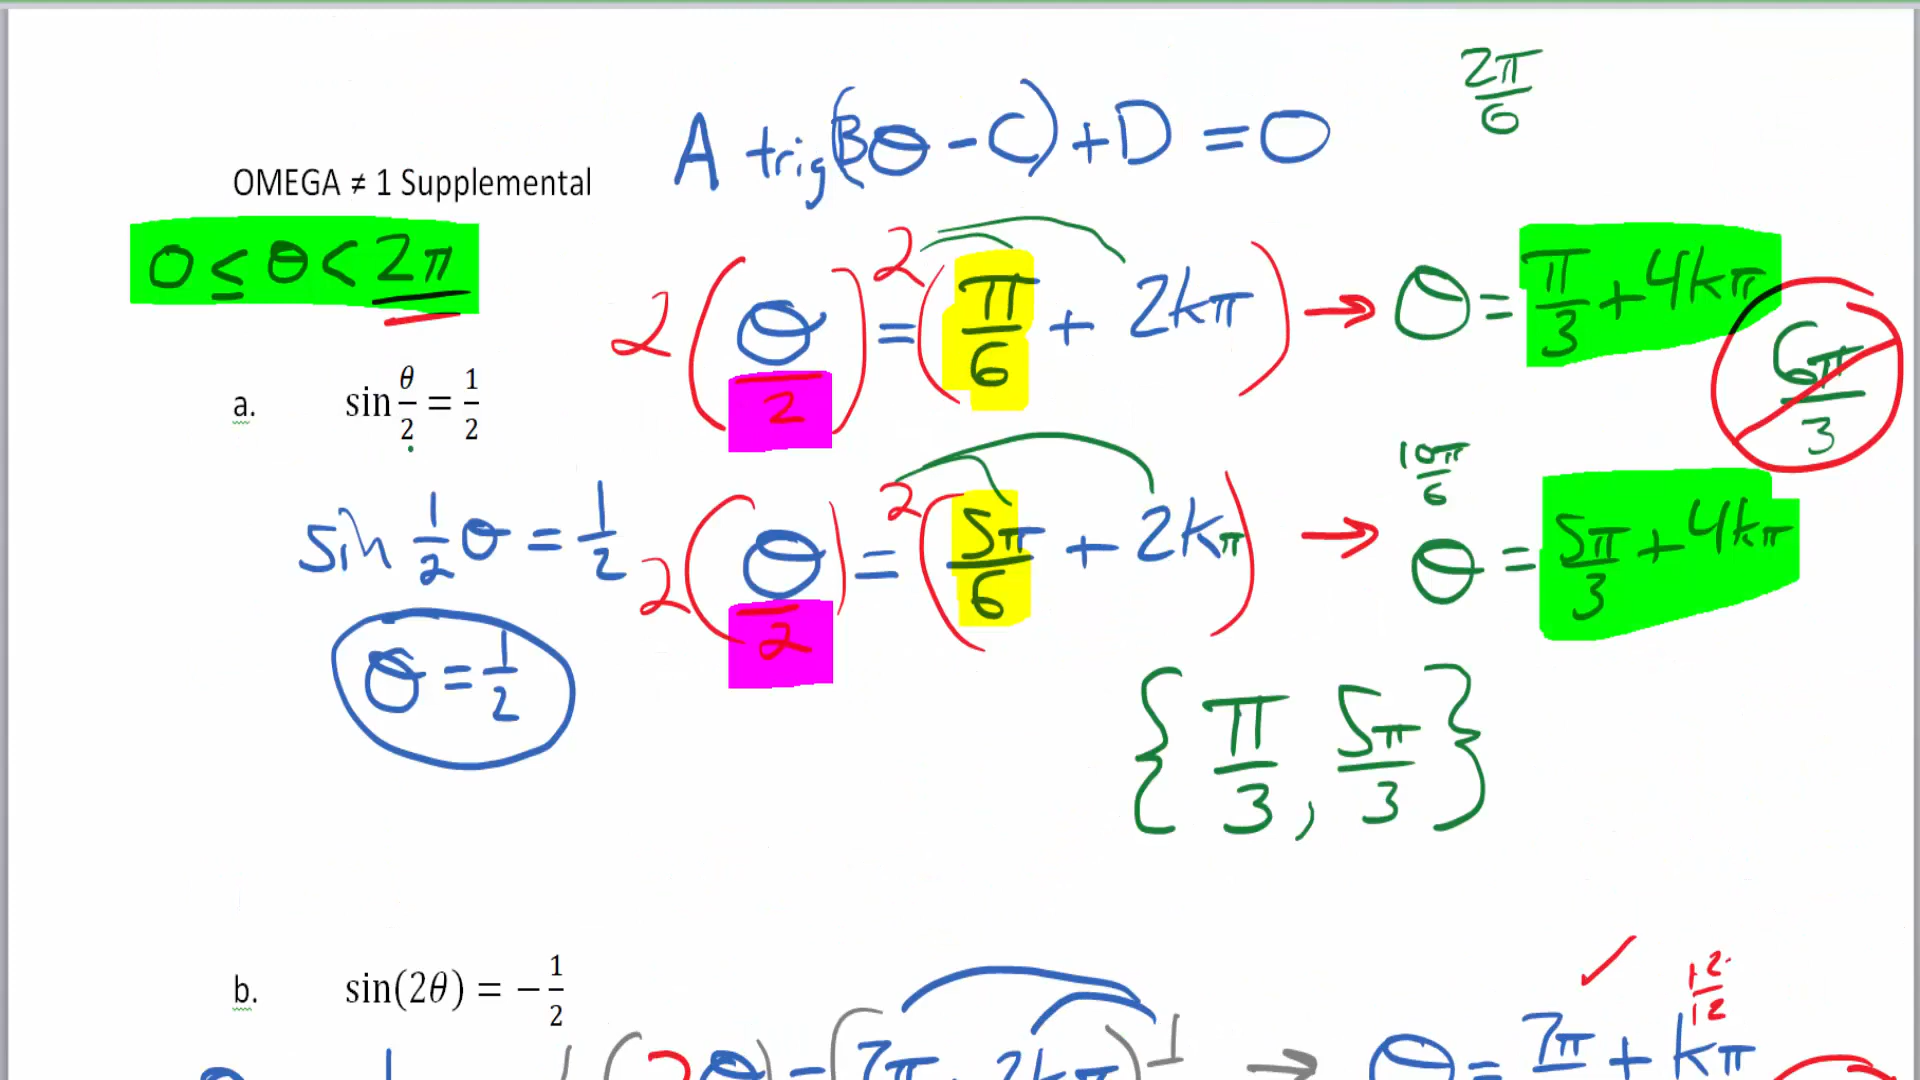 2π/6
A trig(Bθ - C) + D = 0
OMEGA ≠ 1 Supplemental
0 ≤ θ < 2π
2(θ/2) = 2(π/6 + 2kπ) → θ = π/3 + 4kπ
6π/3
a. sin θ/2 = 1/2
10π/6
sin 1/2 θ = 1/2
2(θ/2) = 2(5π/6 + 2kπ) → θ = 5π/3 + 4kπ
θ = 1/2
{π/3, 5π/3}
b. sin(2θ) = −1/2
12/12
θ = 7π + kπ